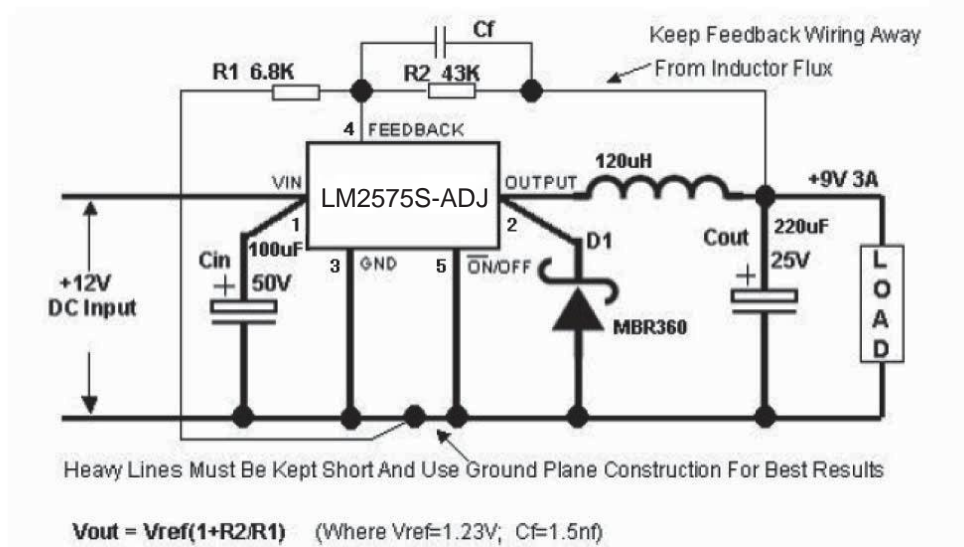 Cf
Keep Feedback Wiring Away
From Inductor Flux
R1 6.8K
R2 43K
4 FEEDBACK
120uH
VIN
LM2575S-ADJ
OUTPUT
+9V 3A
1
2
100uF
Cin
+
50V
3 GND
5 O̅N̅/OFF
D1
Cout
220uF
+
25V
L
O
A
D
+12V
DC Input
MBR360
Heavy Lines Must Be Kept Short And Use Ground Plane Construction For Best Results
Vout = Vref(1+R2/R1) (Where Vref=1.23V; Cf=1.5nf)